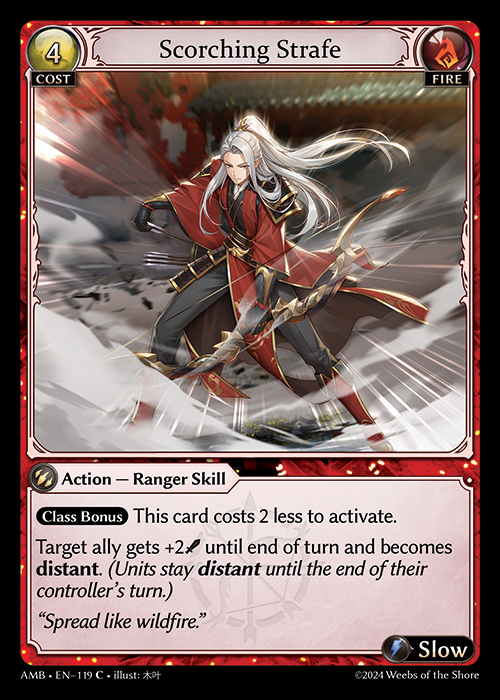 4
COST
Scorching Strafe
FIRE
Action — Ranger Skill
Class Bonus This card costs 2 less to activate.
Target ally gets +2 until end of turn and becomes
distant. (Units stay distant until the end of their
controller's turn.)
“Spread like wildfire.”
Slow
AMB • EN–119 C • illust: 木叶
©2024 Weebs of the Shore